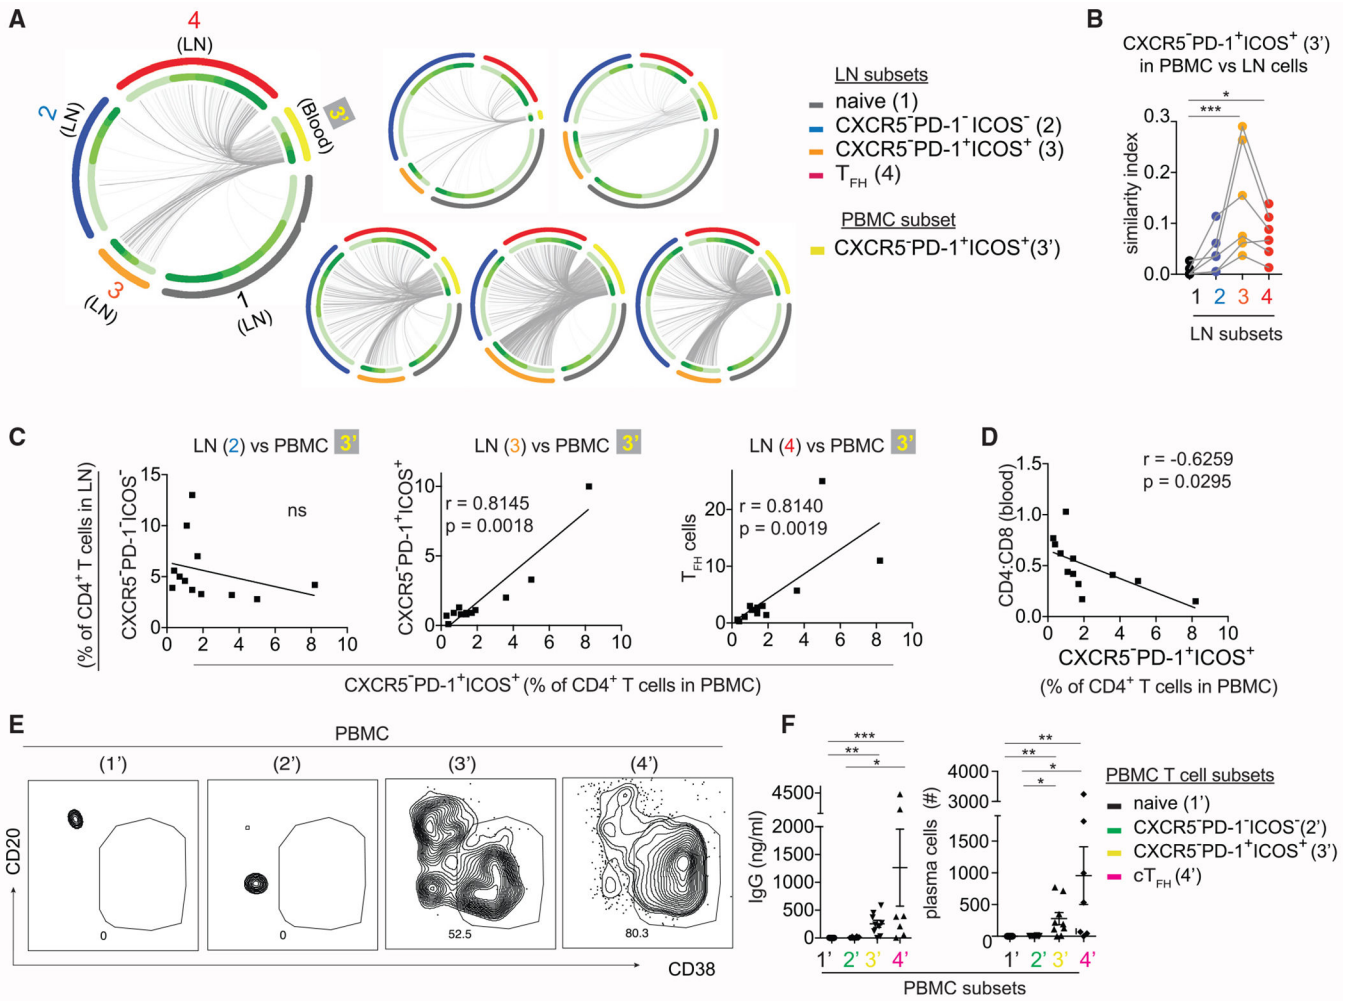 A
4
(LN)
2
(LN)
(Blood)
3'
3
(LN)
1
(LN)
LN subsets
naive (1)
CXCR5⁻PD-1⁻ ICOS⁻ (2)
CXCR5⁻PD-1⁺ICOS⁺ (3)
T_FH (4)
PBMC subset
CXCR5⁻PD-1⁺ICOS⁺(3')
B
CXCR5⁻PD-1⁺ICOS⁺ (3')
in PBMC vs LN cells
*
***
similarity index
0.3
0.2
0.1
0.0
1 2 3 4
LN subsets
C
(% of CD4⁺ T cells in LN)
LN (2) vs PBMC 3'
CXCR5⁻PD-1⁻ICOS⁻
15
10
5
0
ns
0 2 4 6 8 10
LN (3) vs PBMC 3'
CXCR5⁻PD-1⁺ICOS⁺
10
5
0
r = 0.8145
p = 0.0018
0 2 4 6 8 10
LN (4) vs PBMC 3'
T_FH cells
20
10
0
r = 0.8140
p = 0.0019
0 2 4 6 8 10
CXCR5⁻PD-1⁺ICOS⁺ (% of CD4⁺ T cells in PBMC)
D
r = -0.6259
p = 0.0295
CD4:CD8 (blood)
1.5
1.0
0.5
0.0
0 2 4 6 8 10
CXCR5⁻PD-1⁺ICOS⁺
(% of CD4⁺ T cells in PBMC)
E
PBMC
(1') (2') (3') (4')
CD20
0
0
52.5
80.3
CD38
F
***
**
*
IgG (ng/ml)
4500
2000
1500
1000
500
0
1' 2' 3' 4'
**
**
*
*
plasma cells (#)
4000
3000
1500
1000
500
0
1' 2' 3' 4'
PBMC subsets
PBMC T cell subsets
naive (1')
CXCR5⁻PD-1⁻ICOS⁻(2')
CXCR5⁻PD-1⁺ICOS⁺ (3')
cT_FH (4')